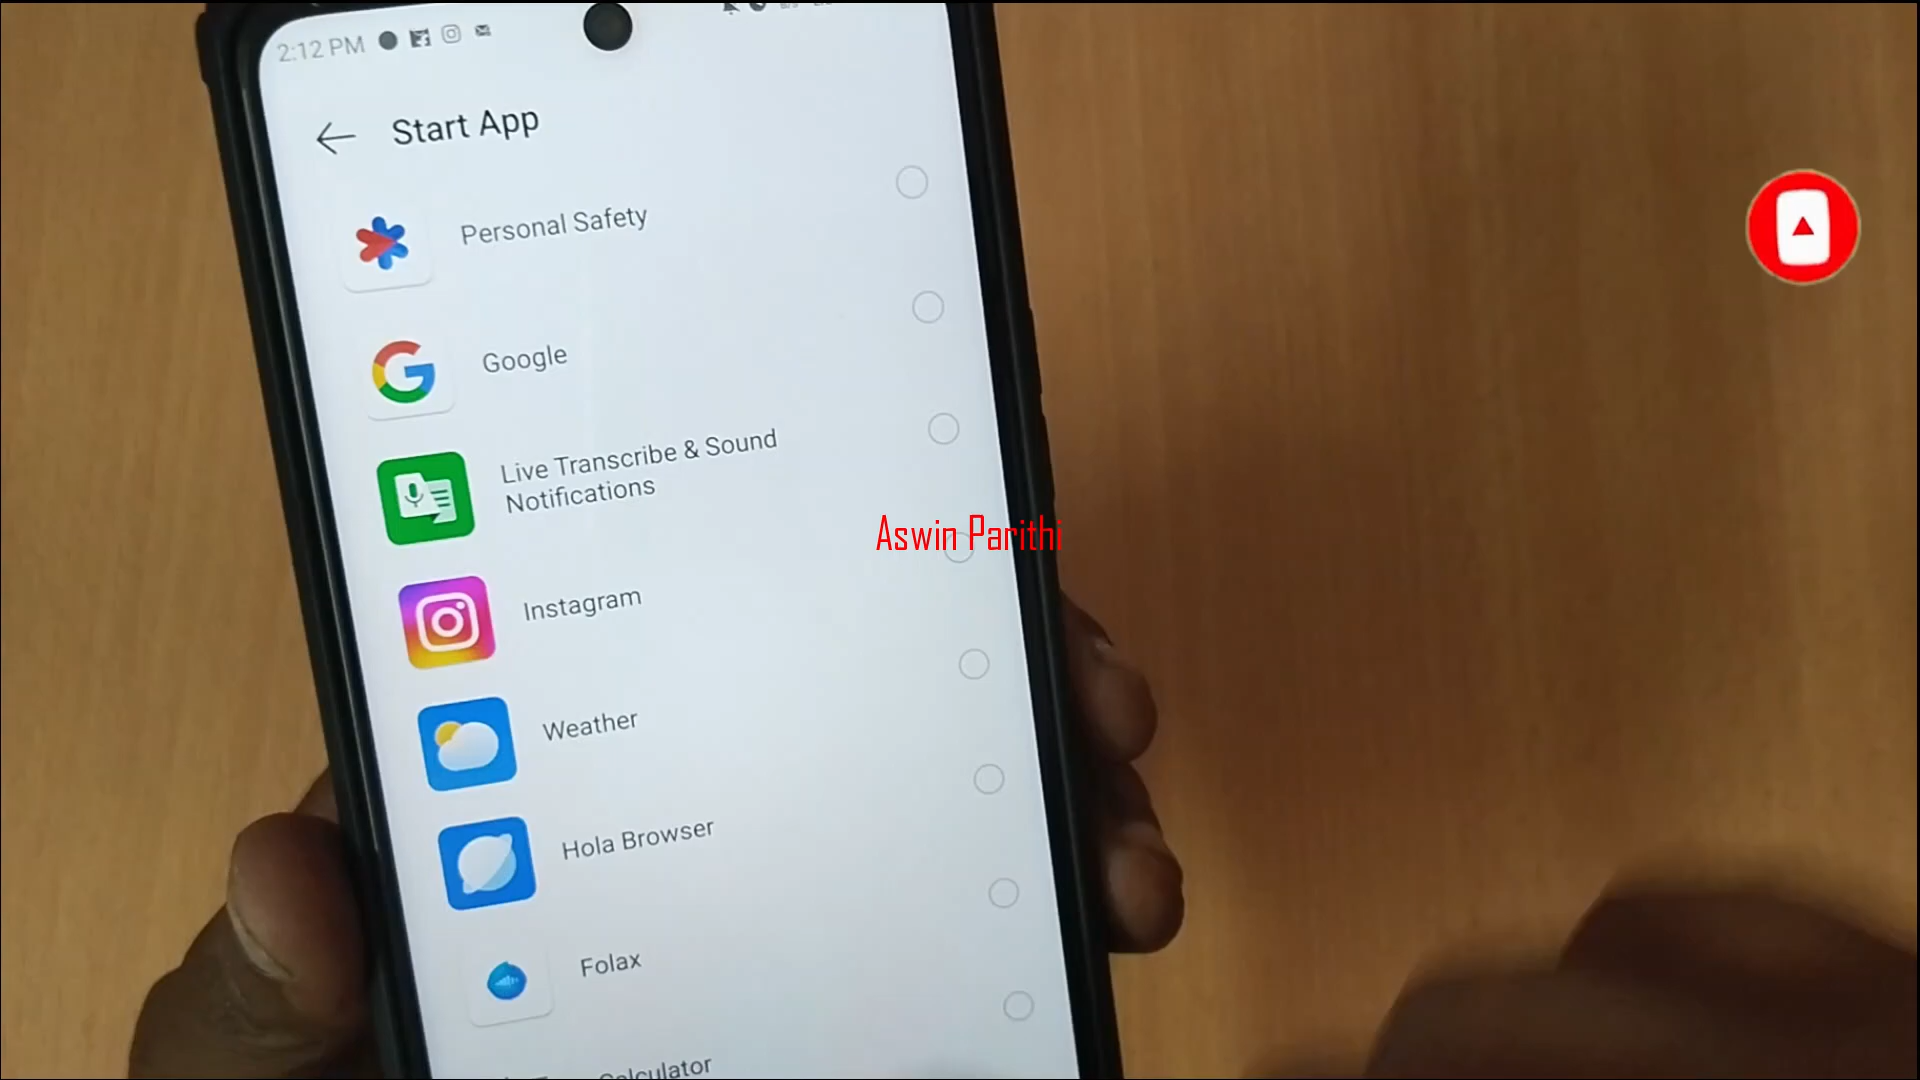 2:12 PM
Start App
Personal Safety
Google
Live Transcribe & Sound
Notifications
Aswin Parithi
Instagram
Weather
Hola Browser
Folax
Calculator